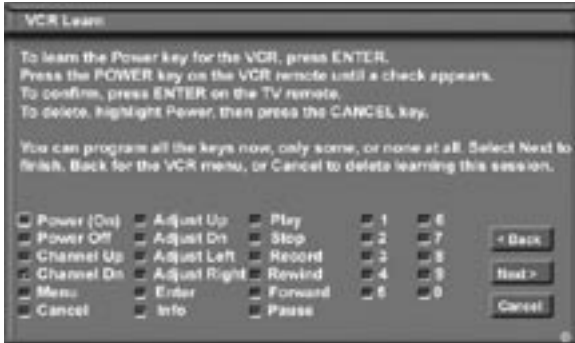 VCR Learn
To learn the Power key for the VCR, press ENTER.
Press the POWER key on the VCR remote until a check appears.
To confirm, press ENTER on the TV remote.
To delete, highlight Power, then press the CANCEL key.
You can program all the keys now, only some, or none at all. Select Next to
finish, Back for the VCR menu, or Cancel to delete learning this session.
Power (On) Adjust Up Play 1 6
Power Off Adjust Dn Stop 2 7 < Back
Channel Up Adjust Left Record 3 8
Channel Dn Adjust Right Rewind 4 9 Next >
Menu Enter Forward 5 0
Cancel Info Pause Cancel